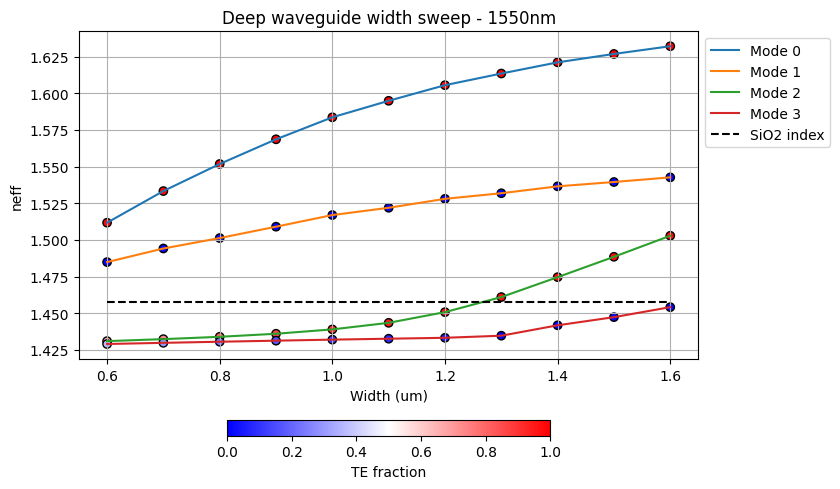 Deep waveguide width sweep - 1550nm
neff
1.625
1.600
1.575
1.550
1.525
1.500
1.475
1.450
1.425
0.6 0.8 1.0 1.2 1.4 1.6
Width (um)
Mode 0
Mode 1
Mode 2
Mode 3
SiO2 index
0.0 0.2 0.4 0.6 0.8 1.0
TE fraction